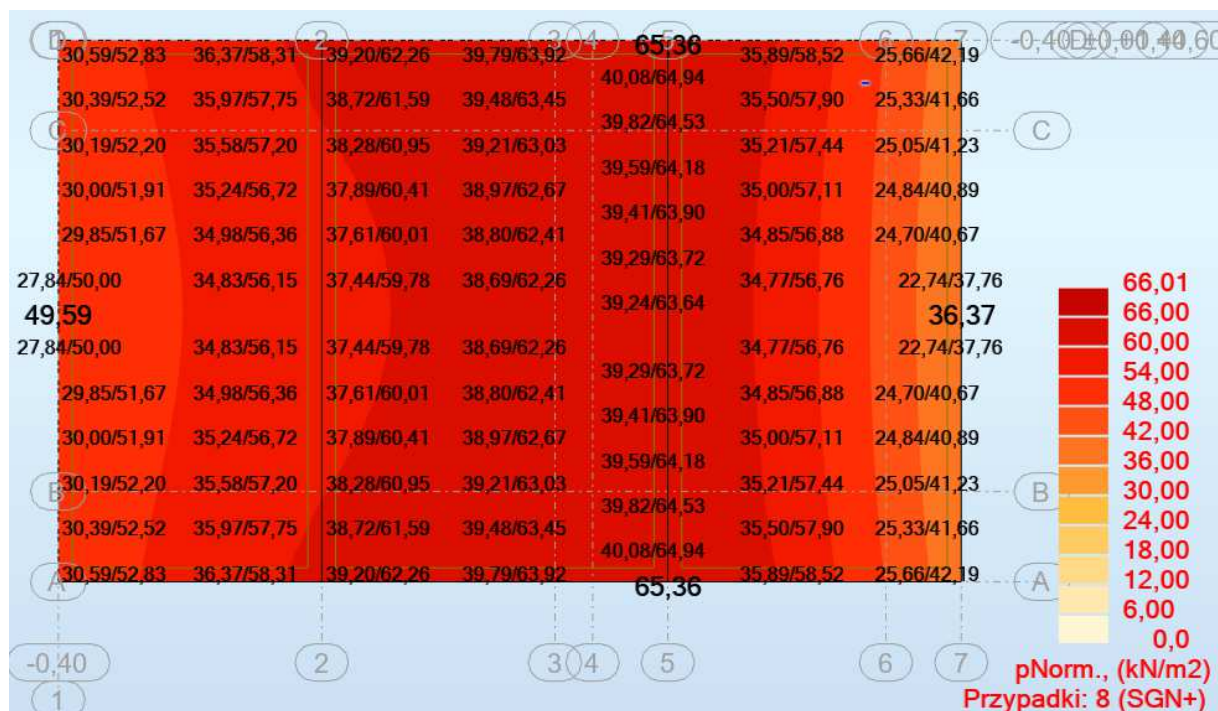 1 2 3 4 5 6 7
65,36
30,59/52,83 36,37/58,31 39,20/62,26 39,79/63,92 35,89/58,52 25,66/42,19
40,08/64,94
30,39/52,52 35,97/57,75 38,72/61,59 39,48/63,45 35,50/57,90 25,33/41,66
39,82/64,53
C C
30,19/52,20 35,58/57,20 38,28/60,95 39,21/63,03 35,21/57,44 25,05/41,23
39,59/64,18
30,00/51,91 35,24/56,72 37,89/60,41 38,97/62,67 35,00/57,11 24,84/40,89
39,41/63,90
29,85/51,67 34,98/56,36 37,61/60,01 38,80/62,41 34,85/56,88 24,70/40,67
39,29/63,72
27,84/50,00 34,83/56,15 37,44/59,78 38,69/62,26 34,77/56,76 22,74/37,76
39,24/63,64
49,59 36,37
27,84/50,00 34,83/56,15 37,44/59,78 38,69/62,26 34,77/56,76 22,74/37,76
39,29/63,72
29,85/51,67 34,98/56,36 37,61/60,01 38,80/62,41 34,85/56,88 24,70/40,67
39,41/63,90
30,00/51,91 35,24/56,72 37,89/60,41 38,97/62,67 35,00/57,11 24,84/40,89
39,59/64,18
30,19/52,20 35,58/57,20 38,28/60,95 39,21/63,03 35,21/57,44 25,05/41,23
B B
39,82/64,53
30,39/52,52 35,97/57,75 38,72/61,59 39,48/63,45 35,50/57,90 25,33/41,66
40,08/64,94
30,59/52,83 36,37/58,31 39,20/62,26 39,79/63,92 35,89/58,52 25,66/42,19
A 65,36 A
-0,40 2 3 4 5 6 7
1
66,01
66,00
60,00
54,00
48,00
42,00
36,00
30,00
24,00
18,00
12,00
6,00
0,0
pNorm., (kN/m2)
Przypadki: 8 (SGN+)